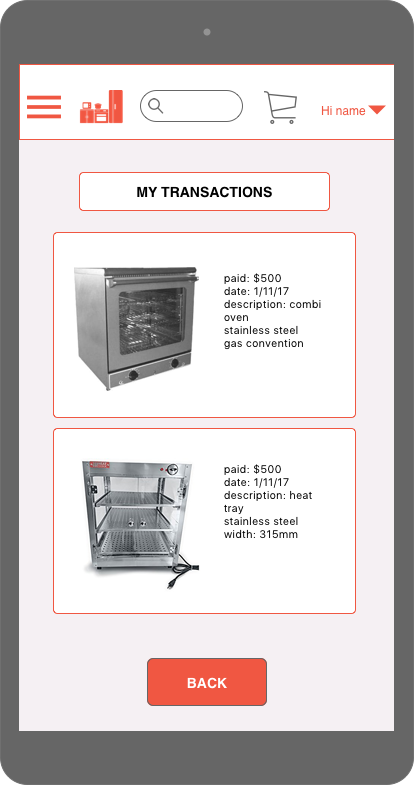 Hi name
MY TRANSACTIONS
paid: $500
date: 1/11/17
description: combi
oven
stainless steel
gas convention
paid: $500
date: 1/11/17
description: heat
tray
stainless steel
width: 315mm
BACK